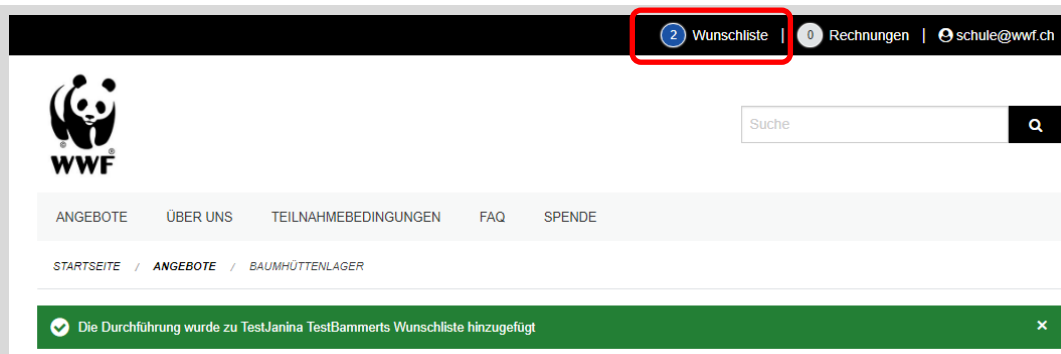 2 Wunschliste | 0 Rechnungen | schule@wwf.ch
© WWF ®
Suche
ANGEBOTE ÜBER UNS TEILNAHMEBEDINGUNGEN FAQ SPENDE
STARTSEITE / ANGEBOTE / BAUMHÜTTENLAGER
Die Durchführung wurde zu TestJanina TestBammerts Wunschliste hinzugefügt ×